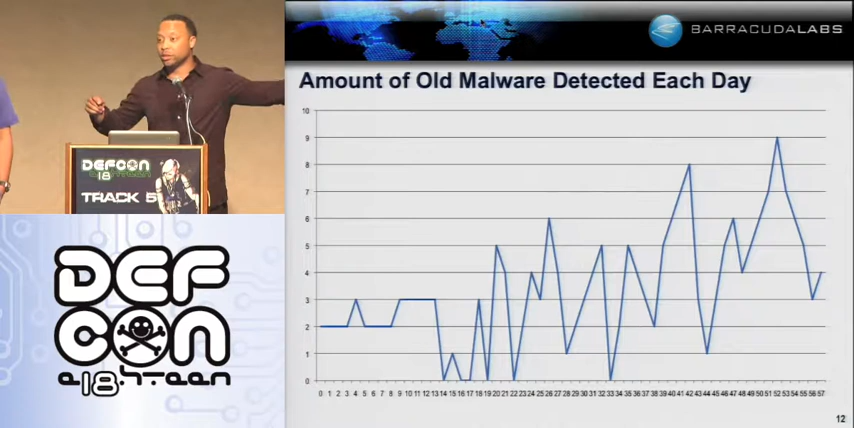 BARRACUDALABS
Amount of Old Malware Detected Each Day
10
9
8
7
6
5
4
3
2
1
0
0 1 2 3 4 5 6 7 8 9 10 11 12 13 14 15 16 17 18 19 20 21 22 23 24 25 26 27 28 29 30 31 32 33 34 35 36 37 38 39 40 41 42 43 44 45 46 47 48 49 50 51 52 53 54 55 56 57
12
DEFCON
18
TRACK 5
DEF
CON
e18hteen